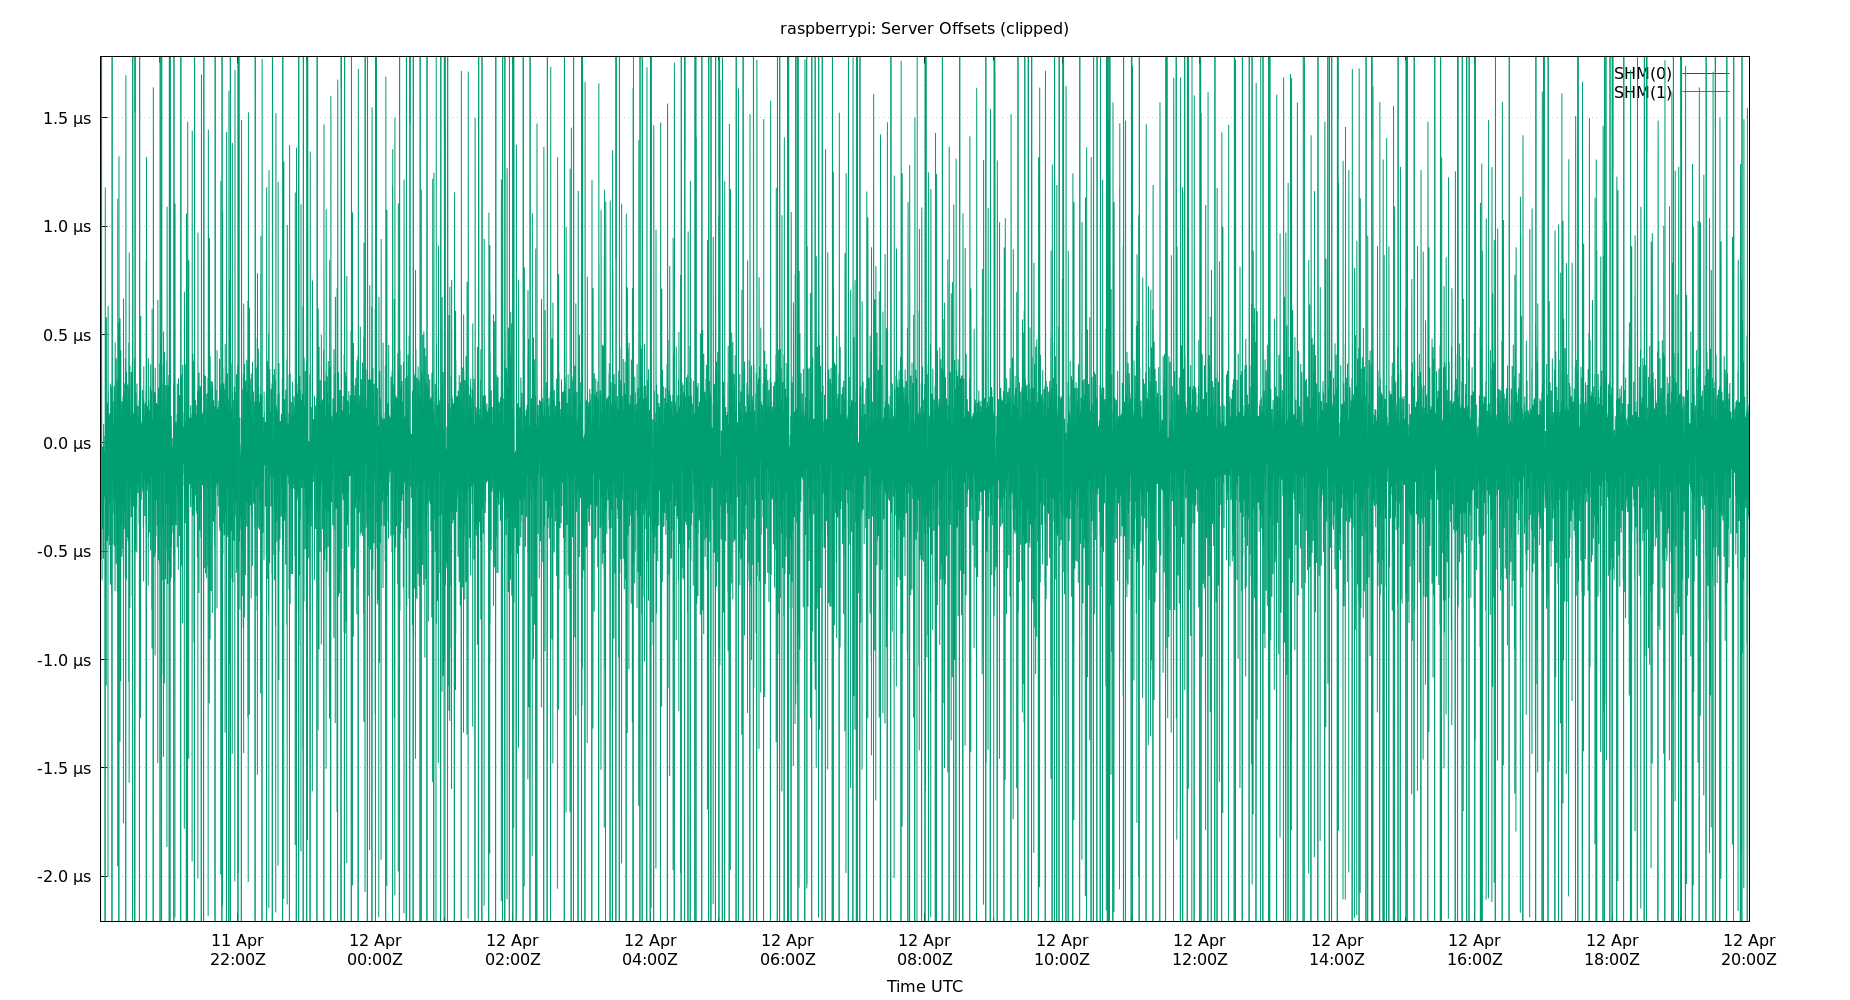 raspberrypi: Server Offsets (clipped)
SHM(0)
SHM(1)
1.5 µs
1.0 µs
0.5 µs
0.0 µs
-0.5 µs
-1.0 µs
-1.5 µs
-2.0 µs
11 Apr 12 Apr 12 Apr 12 Apr 12 Apr 12 Apr 12 Apr 12 Apr 12 Apr 12 Apr 12 Apr 12 Apr
22:00Z 00:00Z 02:00Z 04:00Z 06:00Z 08:00Z 10:00Z 12:00Z 14:00Z 16:00Z 18:00Z 20:00Z
Time UTC